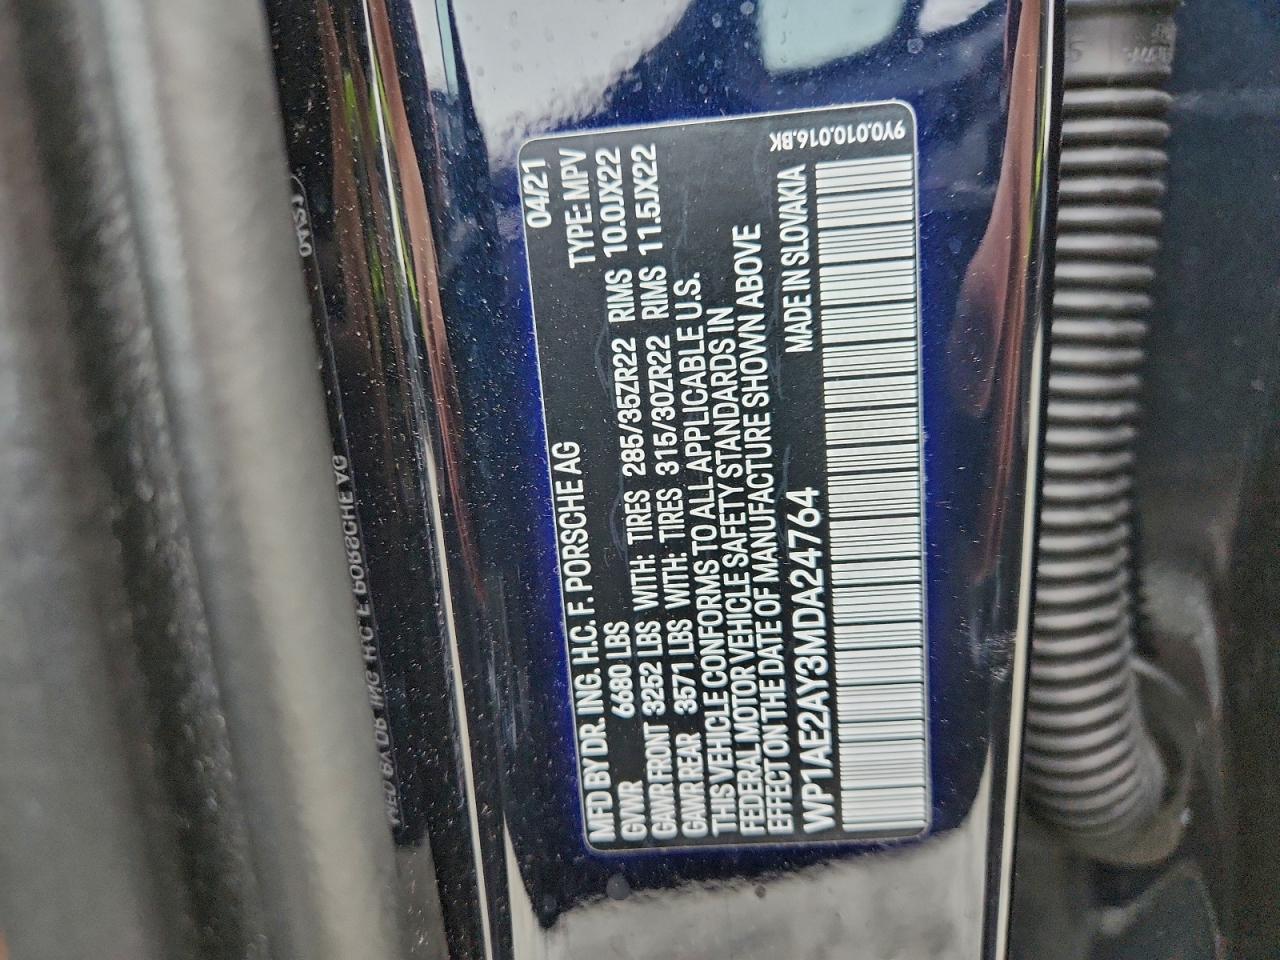 MFD BY DR. ING. H.C. F. PORSCHE AG 04/21
GVWR 6680 LBS TYPE: MPV
GAWR FRONT 3252 LBS WITH: TIRES 285/35ZR22 RIMS 10.0JX22
GAWR REAR 3571 LBS WITH: TIRES 315/30ZR22 RIMS 11.5JX22
THIS VEHICLE CONFORMS TO ALL APPLICABLE U.S.
FEDERAL MOTOR VEHICLE SAFETY STANDARDS IN
EFFECT ON THE DATE OF MANUFACTURE SHOWN ABOVE
WP1AE2AY3MDA24764 MADE IN SLOVAKIA
9Y0.010.016.BK